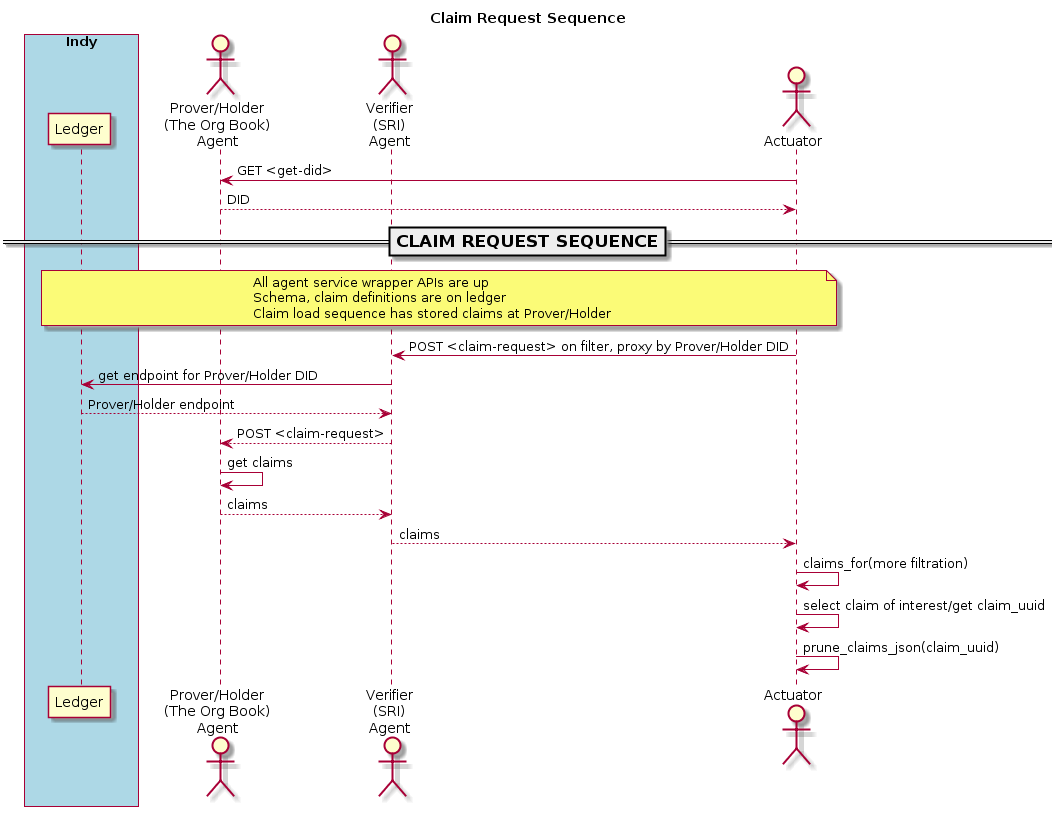 Claim Request Sequence
Indy
Ledger
Prover/Holder
(The Org Book)
Agent
Verifier
(SRI)
Agent
Actuator
GET <get-did>
DID
CLAIM REQUEST SEQUENCE
All agent service wrapper APIs are up
Schema, claim definitions are on ledger
Claim load sequence has stored claims at Prover/Holder
POST <claim-request> on filter, proxy by Prover/Holder DID
get endpoint for Prover/Holder DID
Prover/Holder endpoint
POST <claim-request>
get claims
claims
claims
claims_for(more filtration)
select claim of interest/get claim_uuid
prune_claims_json(claim_uuid)
Ledger
Prover/Holder
(The Org Book)
Agent
Verifier
(SRI)
Agent
Actuator